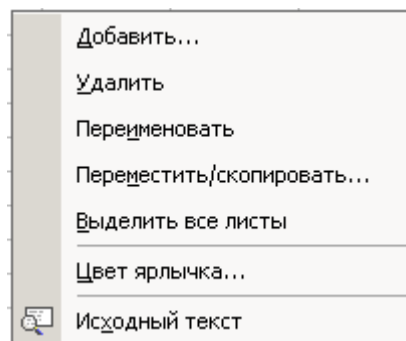 Добавить...
Удалить
Переименовать
Переместить/скопировать...
Выделить все листы
Цвет ярлычка...
Исходный текст